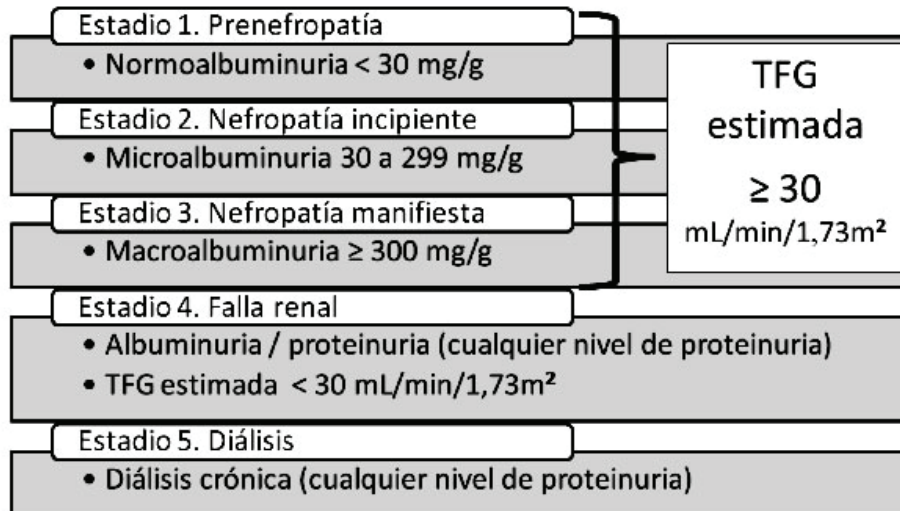 Estadio 1. Prenefropatía
• Normoalbuminuria < 30 mg/g
Estadio 2. Nefropatía incipiente
• Microalbuminuria 30 a 299 mg/g
Estadio 3. Nefropatía manifiesta
• Macroalbuminuria ≥ 300 mg/g
TFG
estimada
≥ 30
mL/min/1,73m²
Estadio 4. Falla renal
• Albuminuria / proteinuria (cualquier nivel de proteinuria)
• TFG estimada < 30 mL/min/1,73m²
Estadio 5. Diálisis
• Diálisis crónica (cualquier nivel de proteinuria)